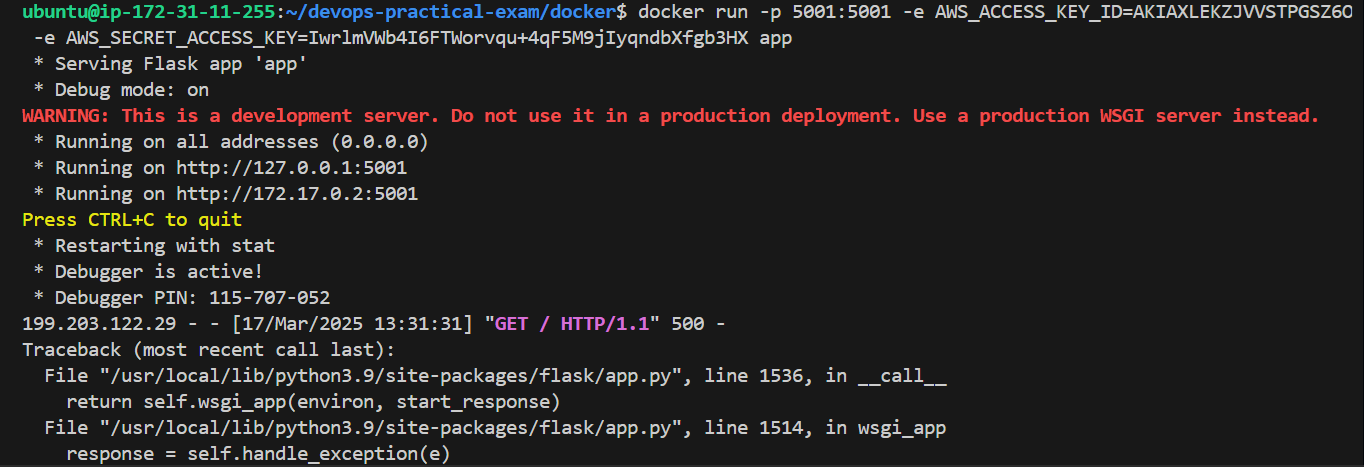 ubuntu@ip-172-31-11-255:~/devops-practical-exam/docker$ docker run -p 5001:5001 -e AWS_ACCESS_KEY_ID=AKIAXLEKZJVVSTPGSZ6O
-e AWS_SECRET_ACCESS_KEY=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 app
* Serving Flask app 'app'
* Debug mode: on
WARNING: This is a development server. Do not use it in a production deployment. Use a production WSGI server instead.
* Running on all addresses (0.0.0.0)
* Running on http://127.0.0.1:5001
* Running on http://172.17.0.2:5001
Press CTRL+C to quit
* Restarting with stat
* Debugger is active!
* Debugger PIN: 115-707-052
199.203.122.29 - - [17/Mar/2025 13:31:31] "GET / HTTP/1.1" 500 -
Traceback (most recent call last):
File "/usr/local/lib/python3.9/site-packages/flask/app.py", line 1536, in __call__
return self.wsgi_app(environ, start_response)
File "/usr/local/lib/python3.9/site-packages/flask/app.py", line 1514, in wsgi_app
response = self.handle_exception(e)